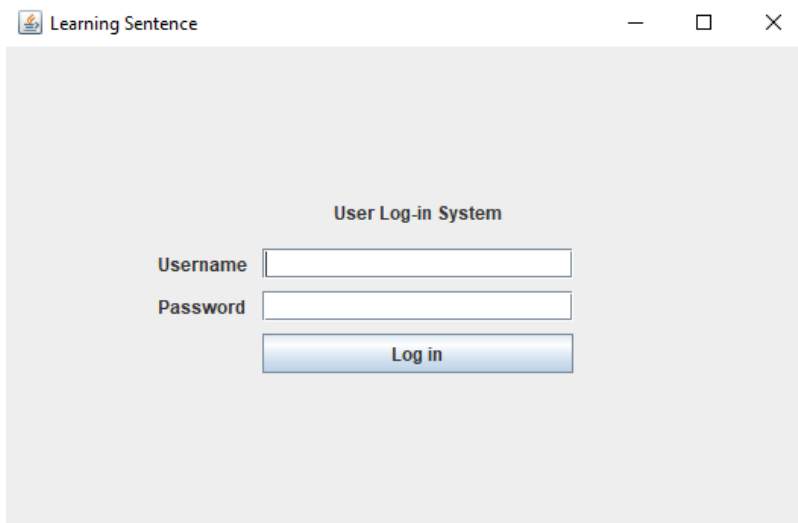 Learning Sentence
User Log-in System
Username
Password
Log in